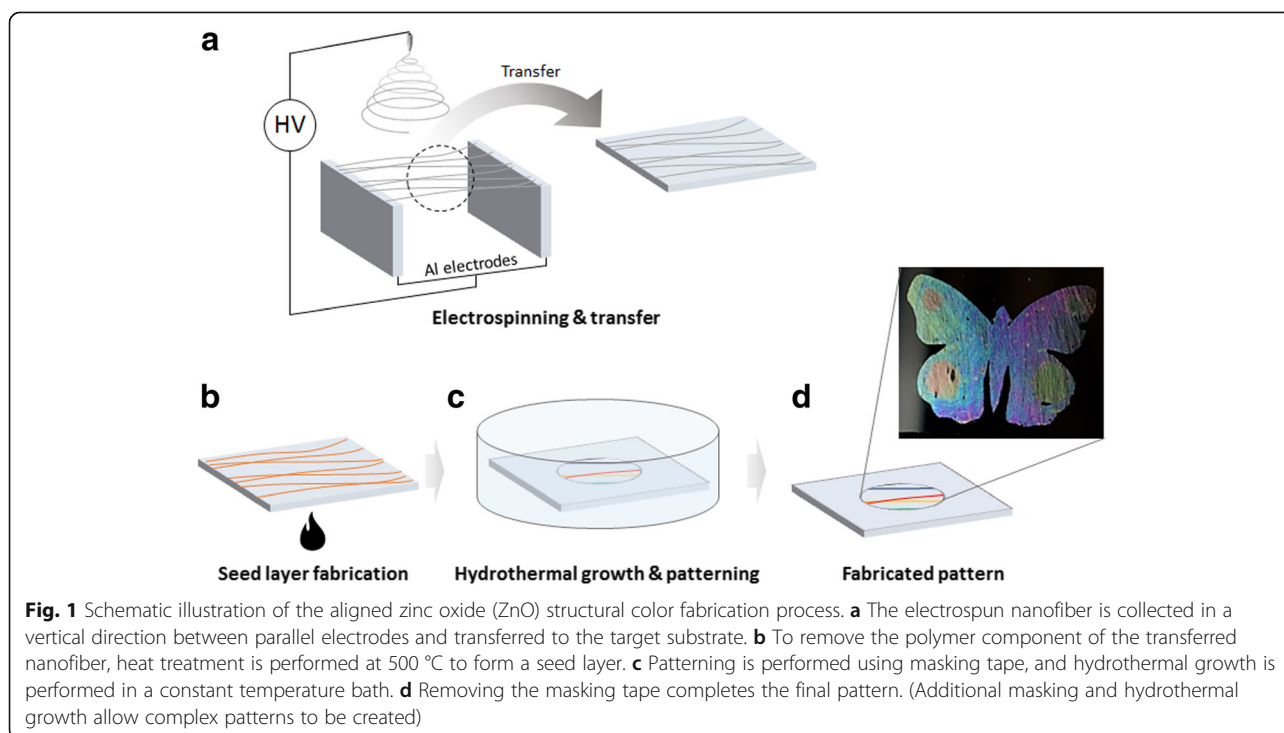 a
Transfer
HV
Al electrodes
Electrospinning & transfer
b
c
d
Seed layer fabrication
Hydrothermal growth & patterning
Fabricated pattern
Fig. 1 Schematic illustration of the aligned zinc oxide (ZnO) structural color fabrication process. a The electrospun nanofiber is collected in a
vertical direction between parallel electrodes and transferred to the target substrate. b To remove the polymer component of the transferred
nanofiber, heat treatment is performed at 500 °C to form a seed layer. c Patterning is performed using masking tape, and hydrothermal growth is
performed in a constant temperature bath. d Removing the masking tape completes the final pattern. (Additional masking and hydrothermal
growth allow complex patterns to be created)